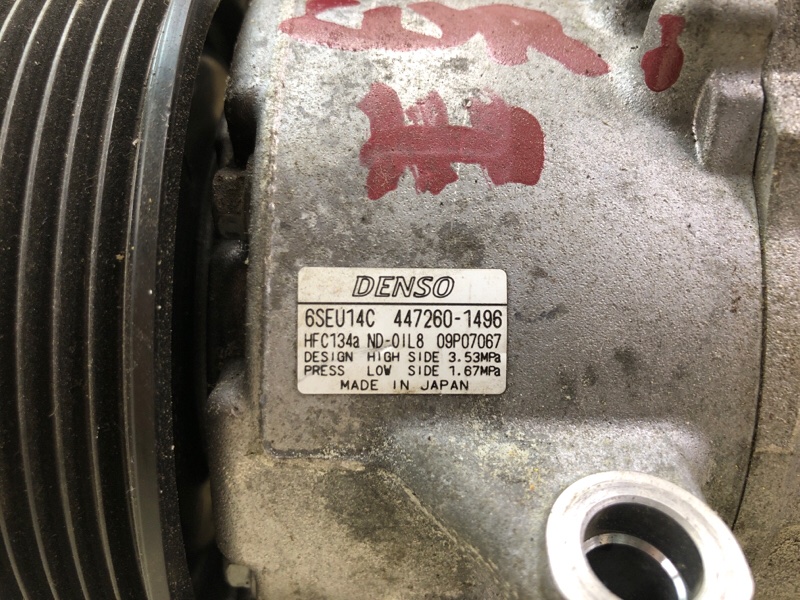 DENSO
6SEU14C 447260-1496
HFC134a ND-OIL8 09P07067
DESIGN HIGH SIDE 3.53MPa
PRESS LOW SIDE 1.67MPa
MADE IN JAPAN